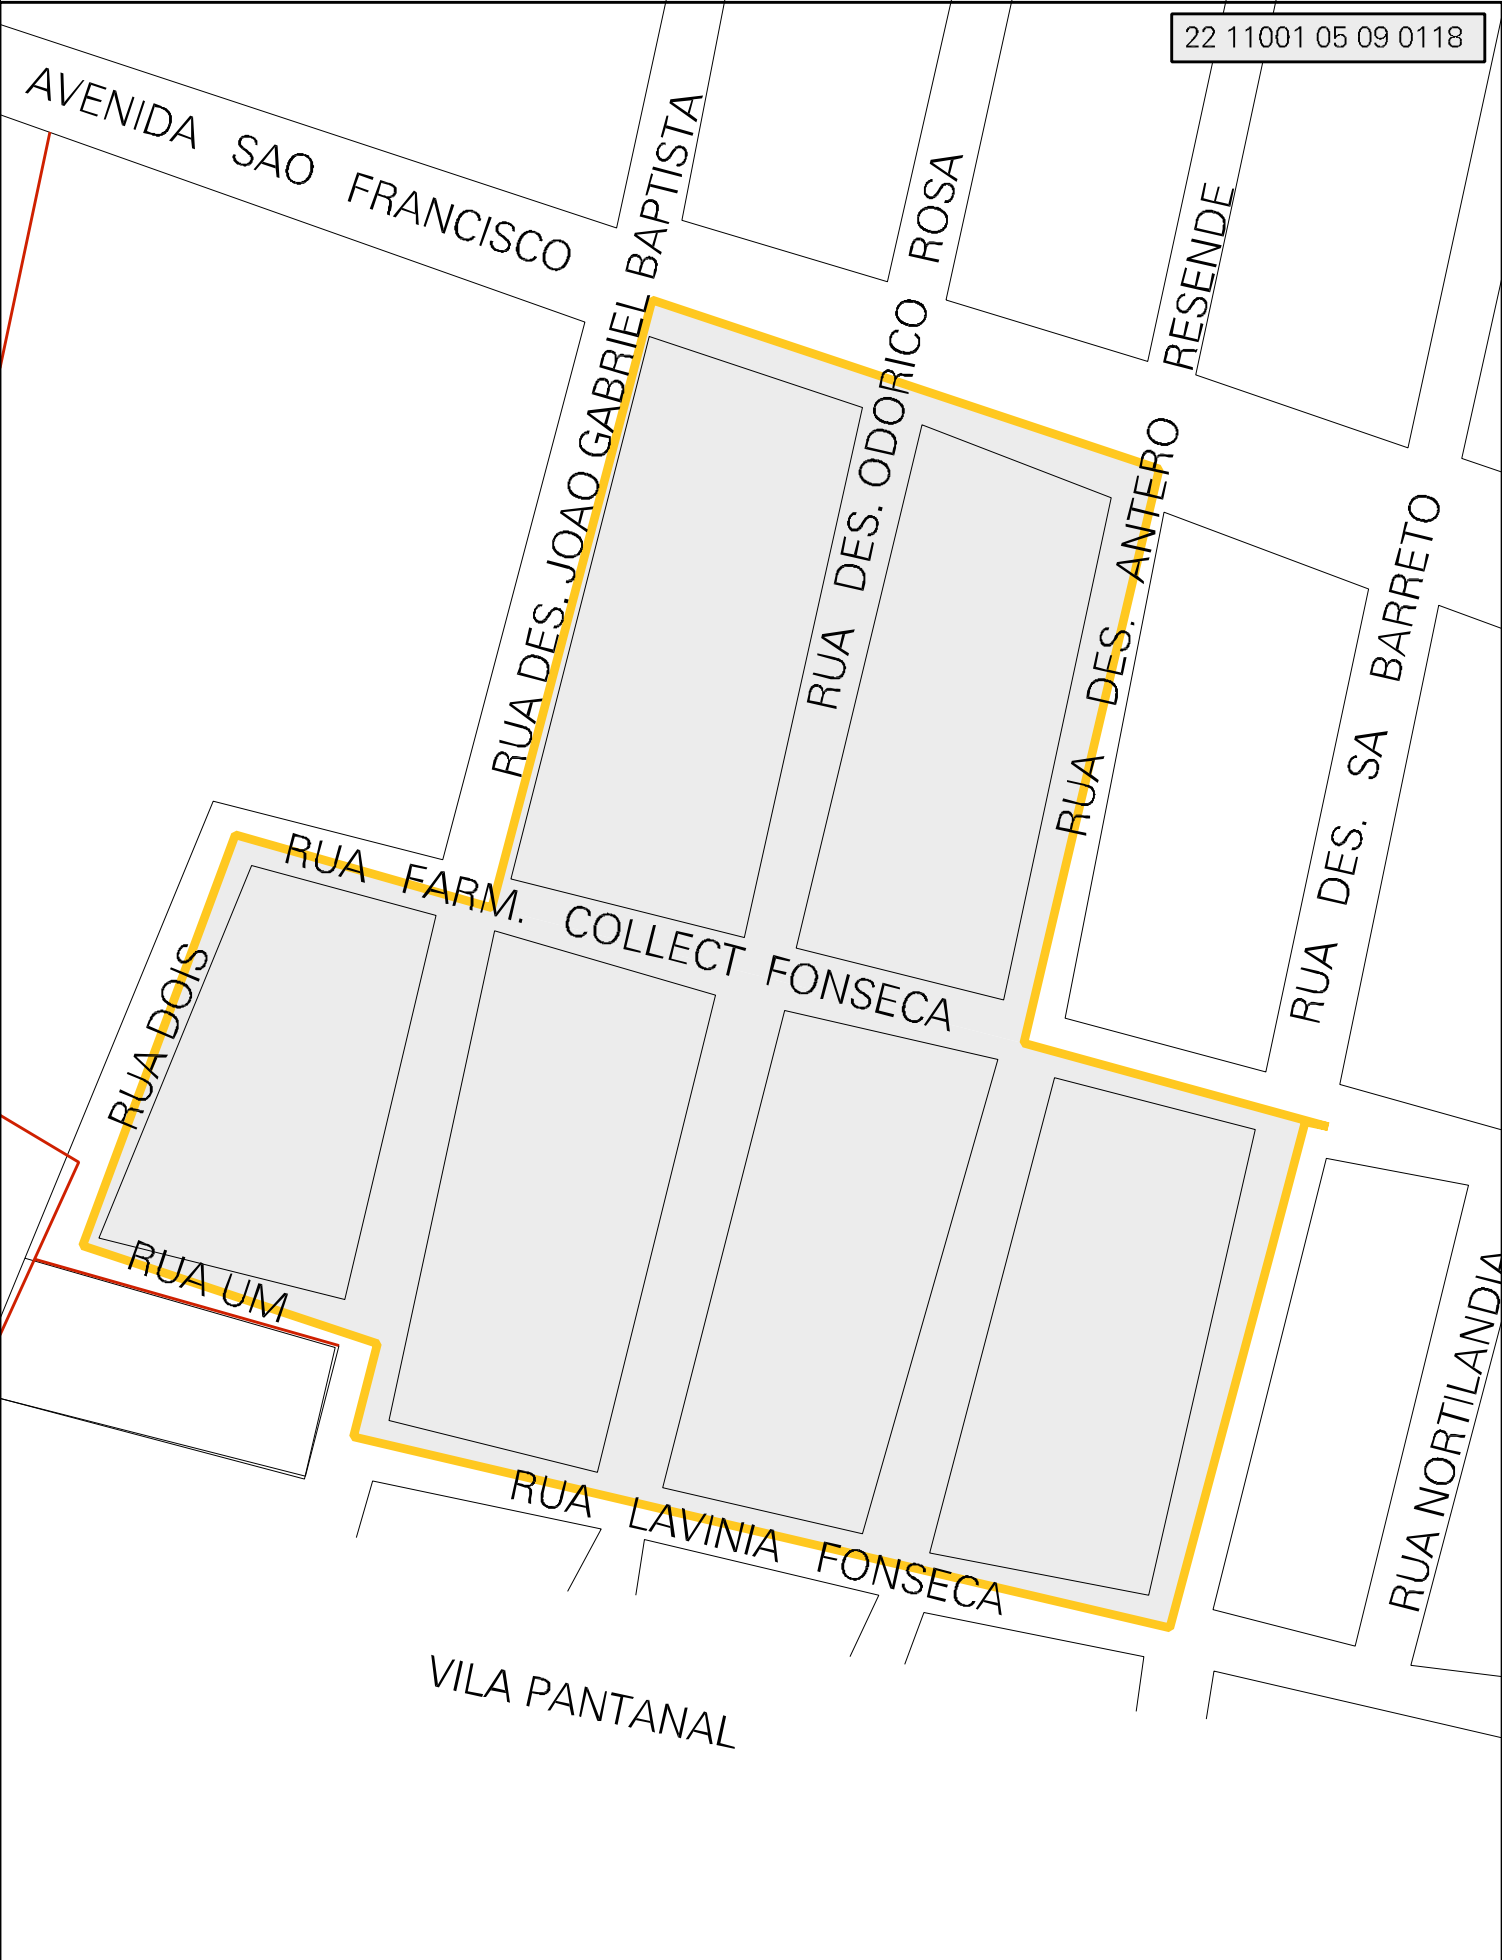 22 11001 05 09 0118
AVENIDA SAO FRANCISCO
RUA DES. JOAO GABRIEL BAPTISTA
RUA DES. ODORICO ROSA
RUA DES. ANTERO RESENDE
RUA DES. SA BARRETO
RUA FARM. COLLECT FONSECA
RUA DOIS
RUA UM
RUA NORTILANDIA
RUA LAVINIA FONSECA
VILA PANTANAL